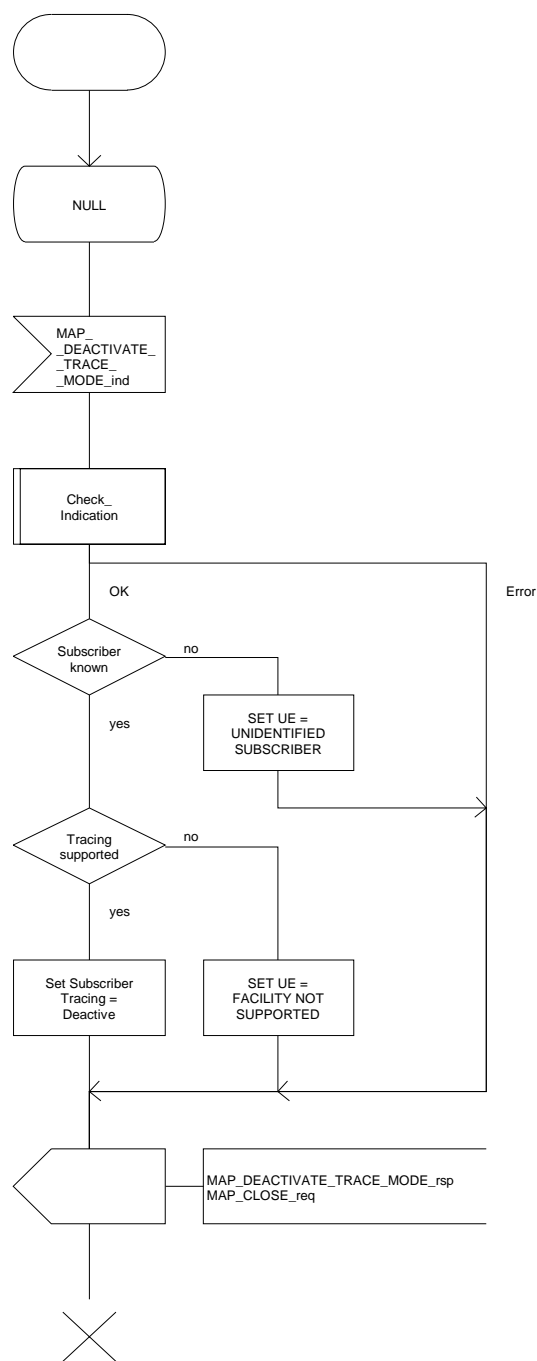 NULL
MAP_
_DEACTIVATE_
_TRACE_
_MODE_ind
Check_
Indication
OK
Error
Subscriber
known
no
yes
SET UE =
UNIDENTIFIED
SUBSCRIBER
Tracing
supported
no
yes
Set Subscriber
Tracing =
Deactive
SET UE =
FACILITY NOT
SUPPORTED
MAP_DEACTIVATE_TRACE_MODE_rsp
MAP_CLOSE_req